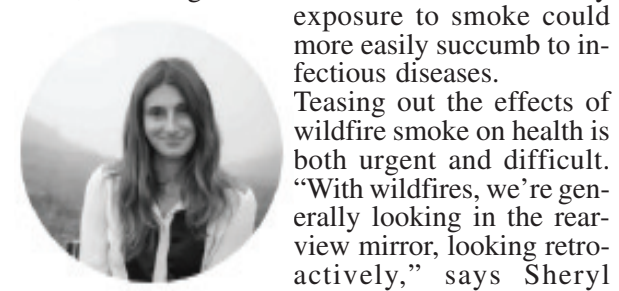 exposure to smoke could
more easily succumb to in-
fectious diseases.
Teasing out the effects of
wildfire smoke on health is
both urgent and difficult.
“With wildfires, we’re gen-
erally looking in the rear-
view mirror, looking retro-
actively,” says Sheryl